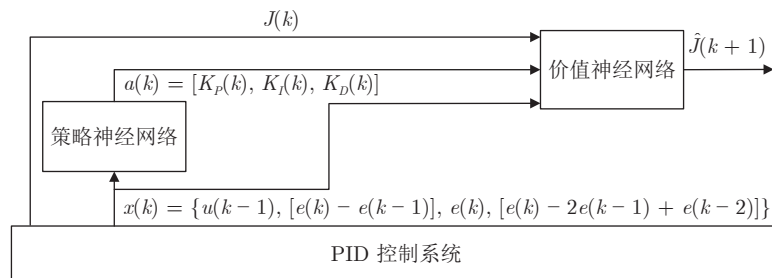 J(k)
Ĵ(k + 1)
价值神经网络
a(k) = [K_P(k), K_I(k), K_D(k)]
策略神经网络
x(k) = {u(k−1), [e(k) − e(k−1)], e(k), [e(k) − 2e(k−1) + e(k−2)]}
PID 控制系统